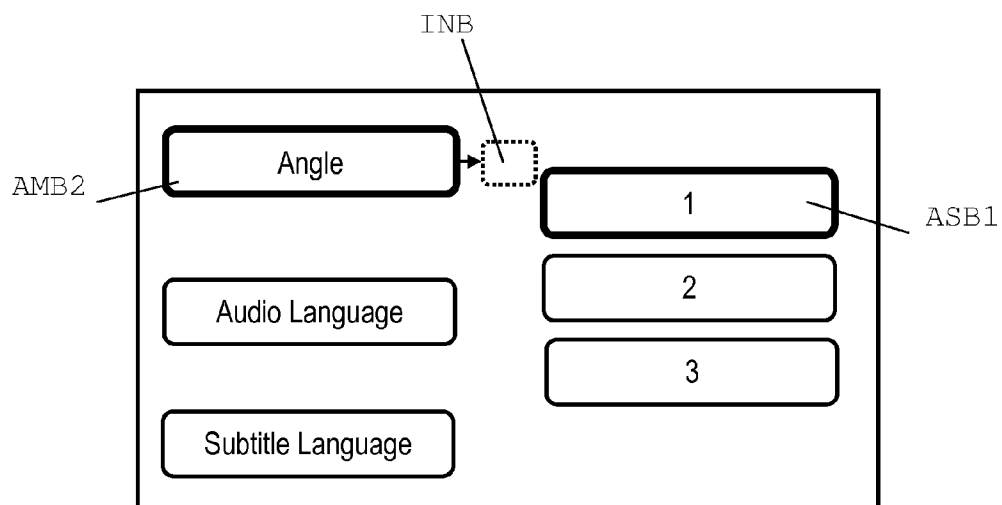 INB
Angle
AMB2
1
ASB1
2
Audio Language
3
Subtitle Language